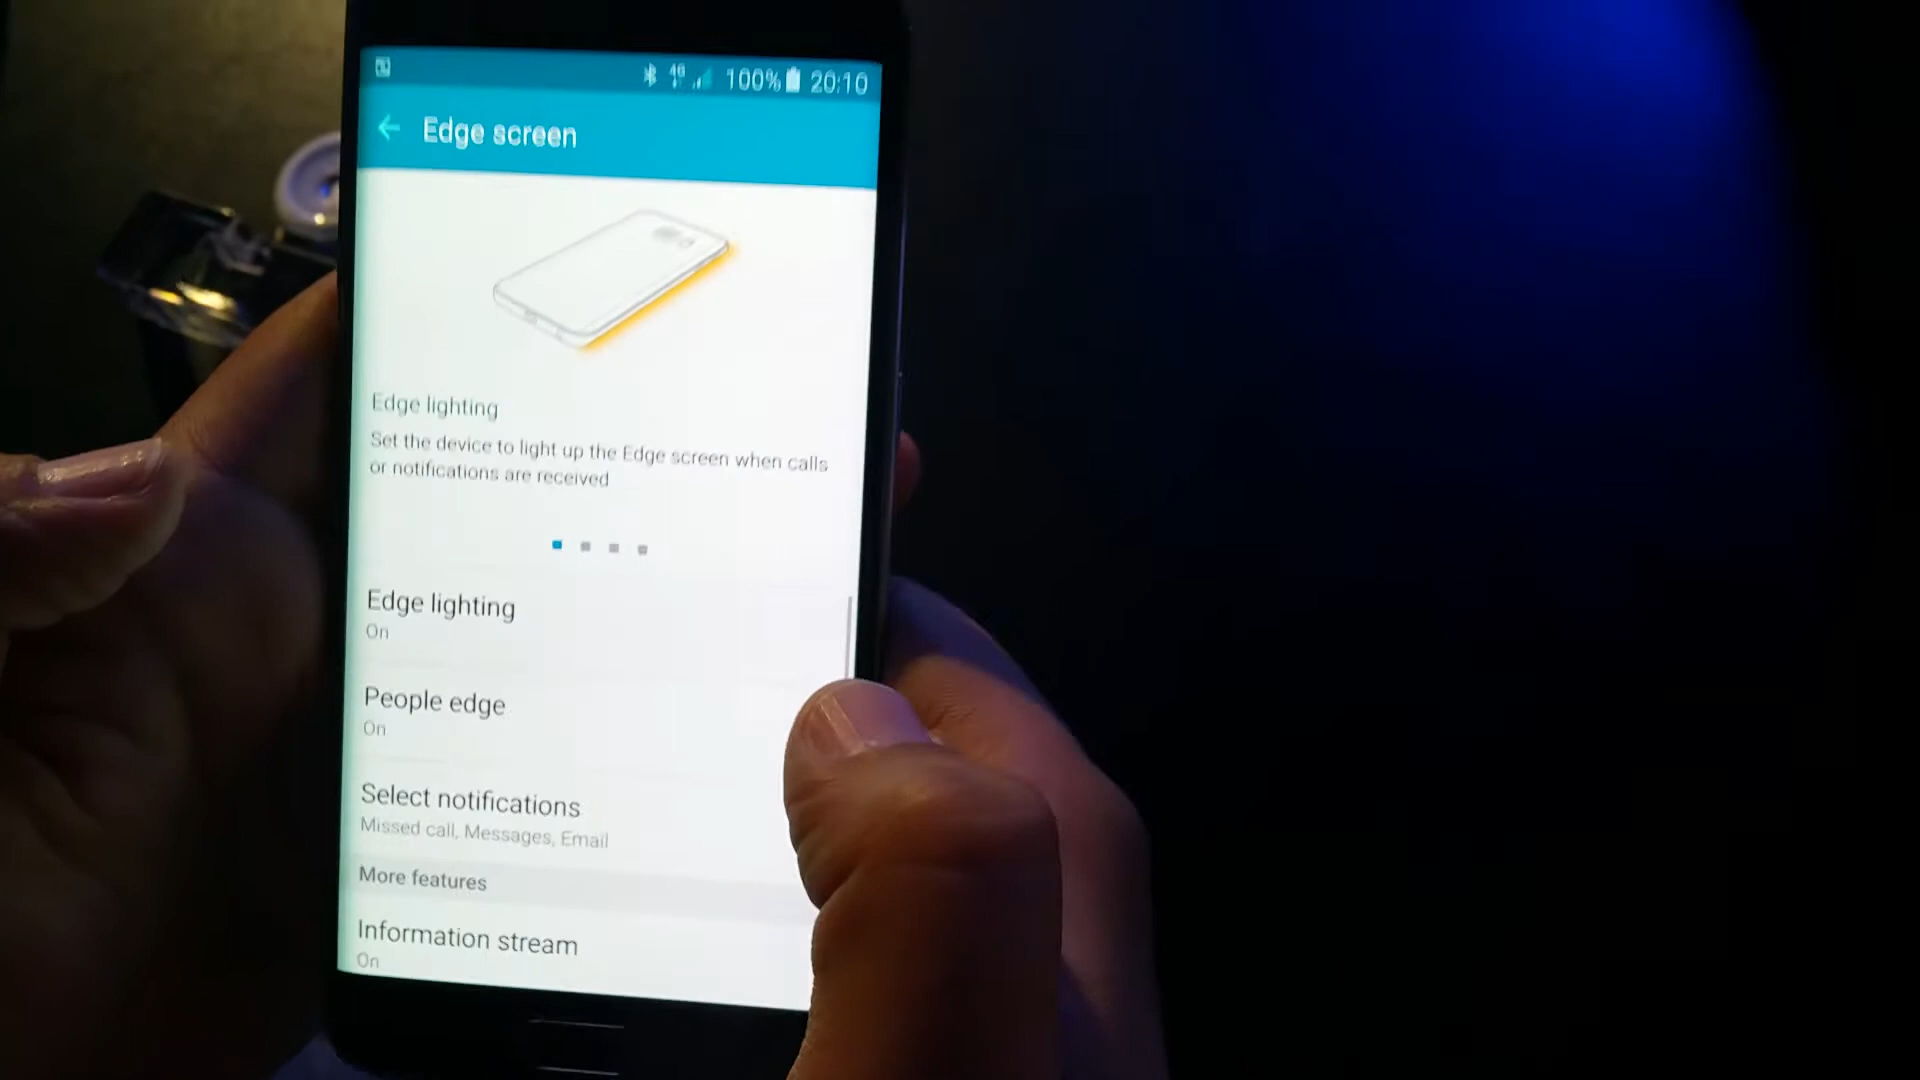 4G 100% 20:10
Edge screen
Edge lighting
Set the device to light up the Edge screen when calls
or notifications are received
Edge lighting
On
People edge
On
Select notifications
Missed call, Messages, Email
More features
Information stream
On